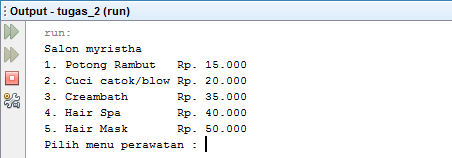 Output - tugas_2 (run)
run:
Salon myristha
1. Potong Rambut   Rp. 15.000
2. Cuci catok/blow Rp. 20.000
3. Creambath       Rp. 35.000
4. Hair Spa        Rp. 40.000
5. Hair Mask       Rp. 50.000
Pilih menu perawatan :